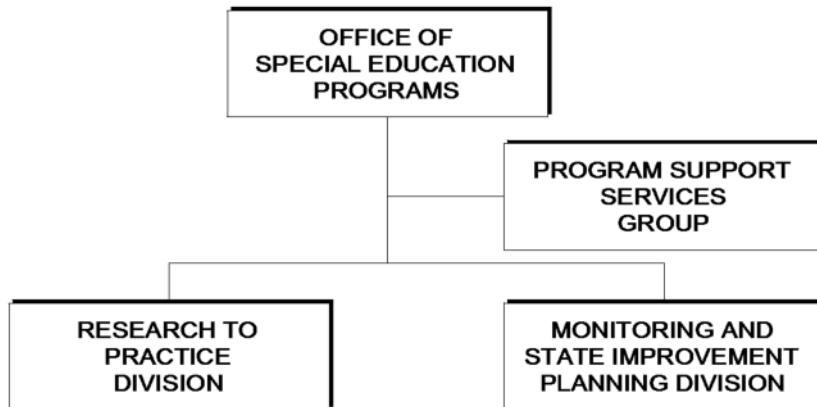 OFFICE OF
SPECIAL EDUCATION
PROGRAMS
PROGRAM SUPPORT
SERVICES
GROUP
RESEARCH TO
PRACTICE
DIVISION
MONITORING AND
STATE IMPROVEMENT
PLANNING DIVISION